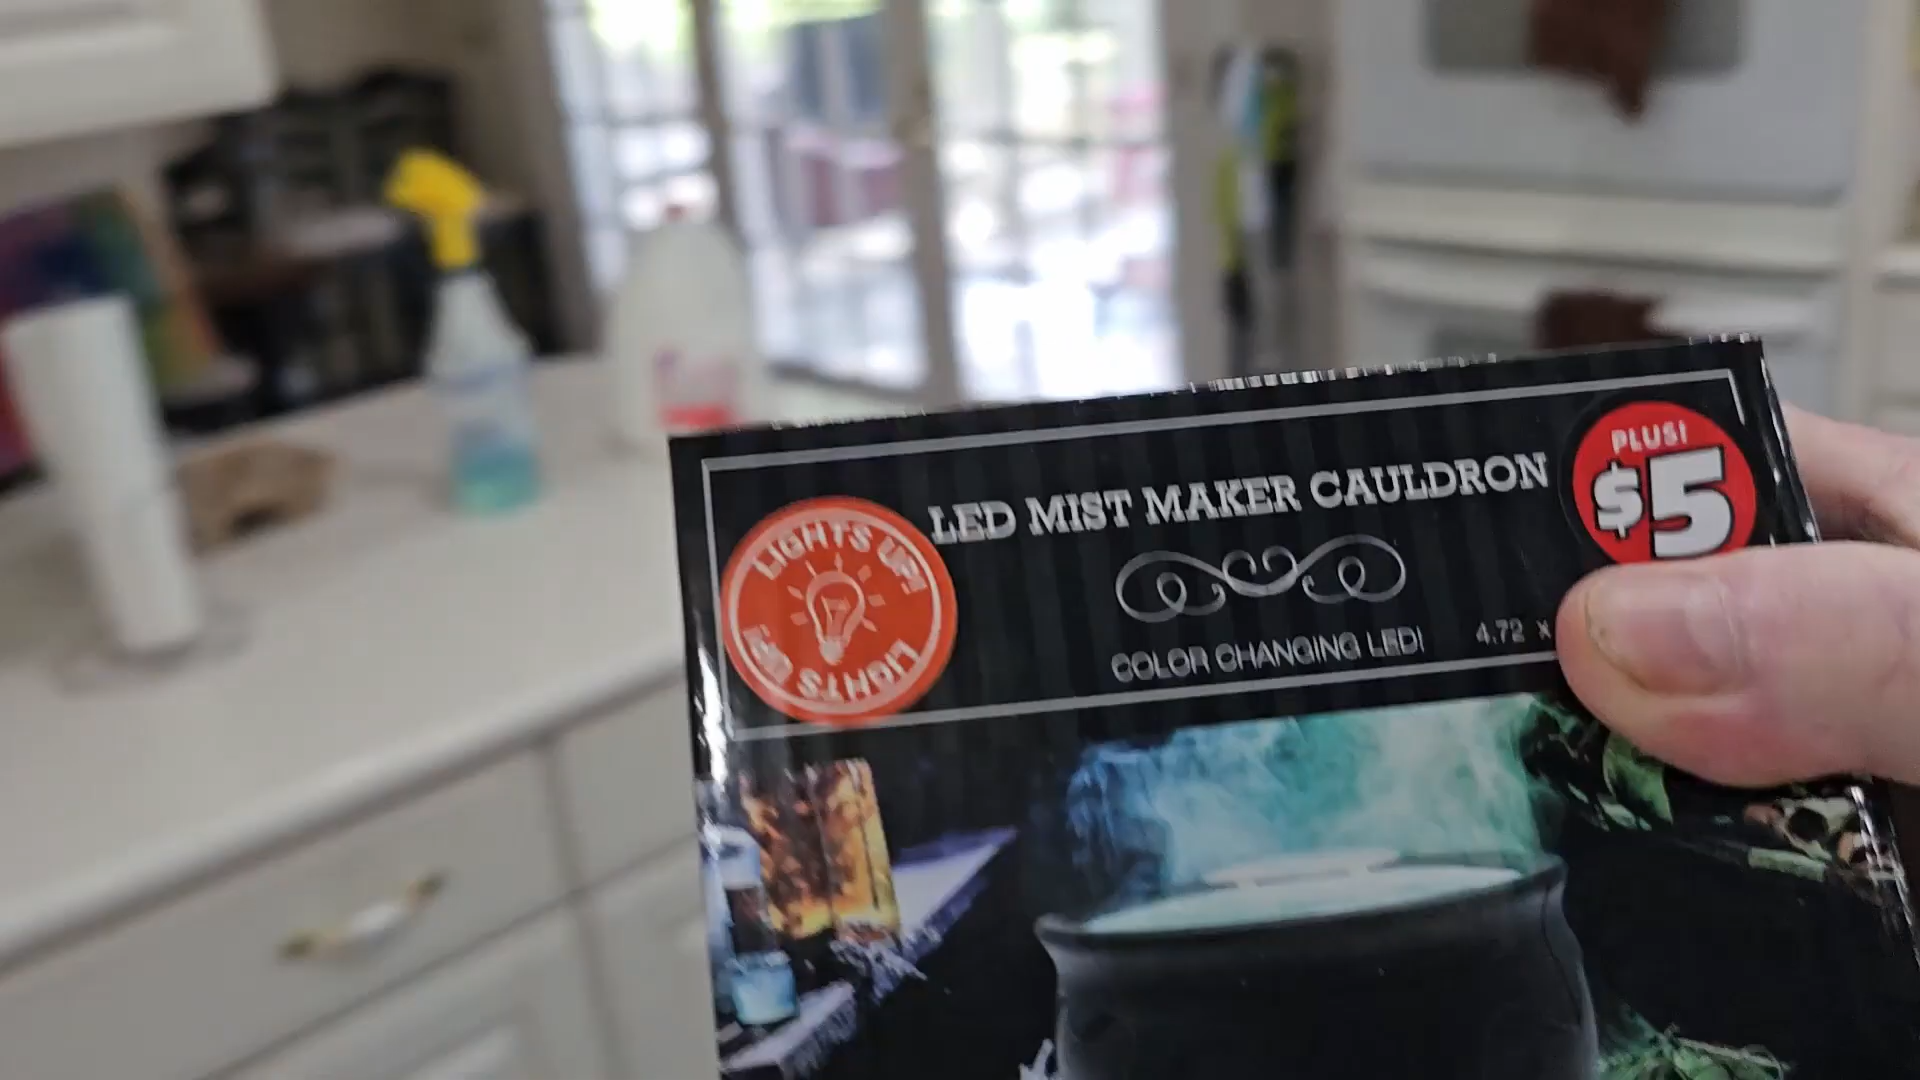 LED MIST MAKER CAULDRON
PLUS!
$5
LIGHTS UP!
LIGHTS UP!
COLOR CHANGING LED!
4.72 x